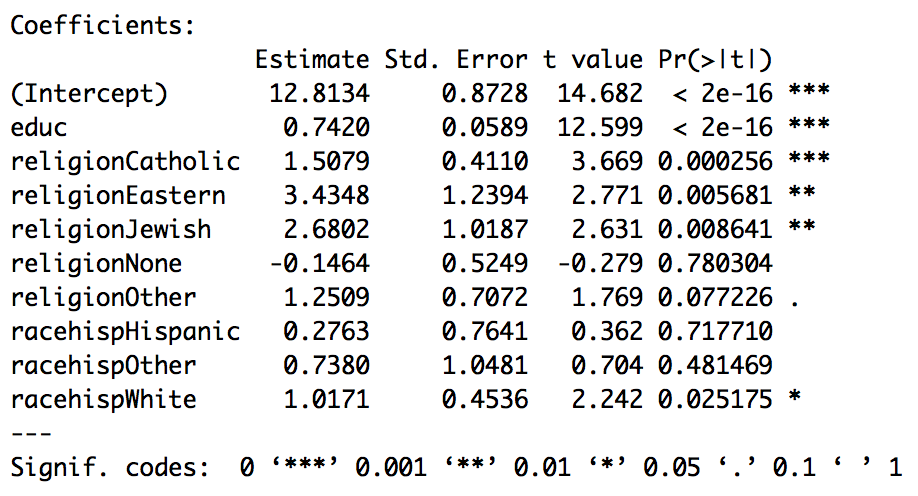 Coefficients:
Estimate Std. Error t value Pr(>|t|)
(Intercept) 12.8134 0.8728 14.682 < 2e-16 ***
educ 0.7420 0.0589 12.599 < 2e-16 ***
religionCatholic 1.5079 0.4110 3.669 0.000256 ***
religionEastern 3.4348 1.2394 2.771 0.005681 **
religionJewish 2.6802 1.0187 2.631 0.008641 **
religionNone -0.1464 0.5249 -0.279 0.780304
religionOther 1.2509 0.7072 1.769 0.077226 .
racehispHispanic 0.2763 0.7641 0.362 0.717710
racehispOther 0.7380 1.0481 0.704 0.481469
racehispWhite 1.0171 0.4536 2.242 0.025175 *
---
Signif. codes: 0 ‘***’ 0.001 ‘**’ 0.01 ‘*’ 0.05 ‘.’ 0.1 ‘ ’ 1